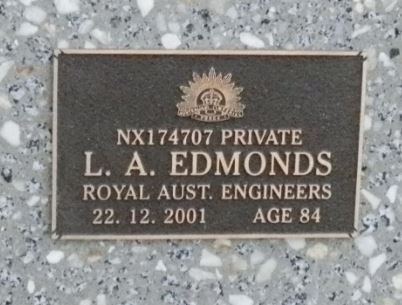 NX174707 PRIVATE
L. A. EDMONDS
ROYAL AUST. ENGINEERS
22. 12. 2001 AGE 84